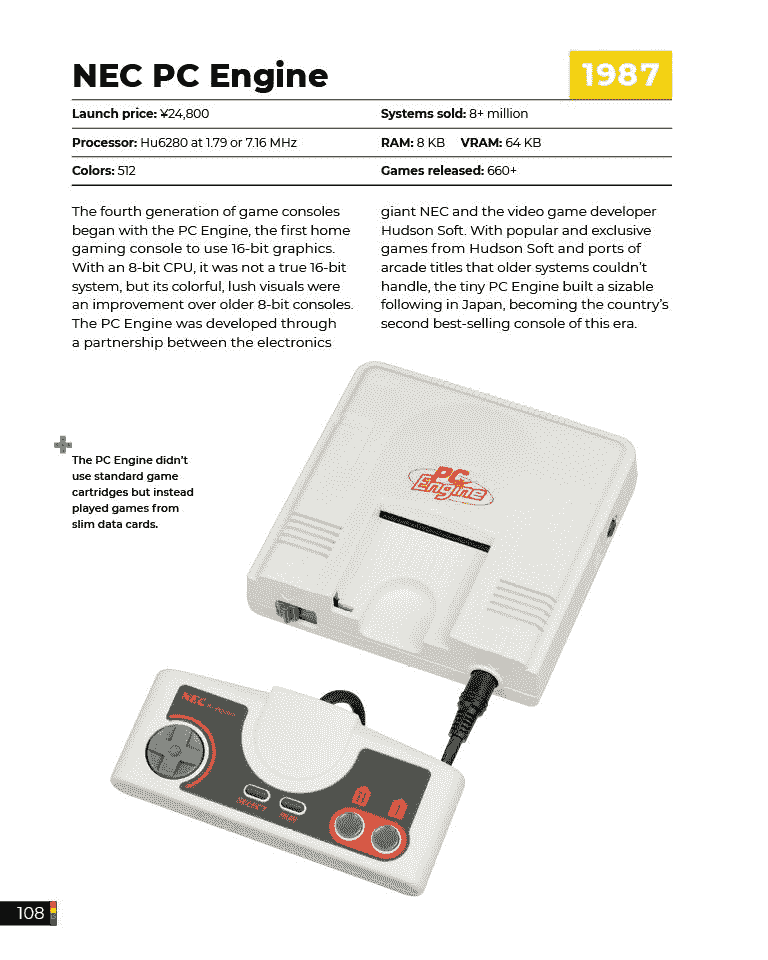 NEC PC Engine
1987
Launch price: ¥24,800
Systems sold: 8+ million
Processor: Hu6280 at 1.79 or 7.16 MHz
RAM: 8 KB VRAM: 64 KB
Colors: 512
Games released: 660+
The fourth generation of game consoles
began with the PC Engine, the first home
gaming console to use 16-bit graphics.
With an 8-bit CPU, it was not a true 16-bit
system, but its colorful, lush visuals were
an improvement over older 8-bit consoles.
The PC Engine was developed through
a partnership between the electronics
giant NEC and the video game developer
Hudson Soft. With popular and exclusive
games from Hudson Soft and ports of
arcade titles that older systems couldn't
handle, the tiny PC Engine built a sizable
following in Japan, becoming the country's
second best-selling console of this era.
The PC Engine didn't
use standard game
cartridges but instead
played games from
slim data cards.
PC
Engine
NEC PC Engine
SELECT
RUN
II
I
108